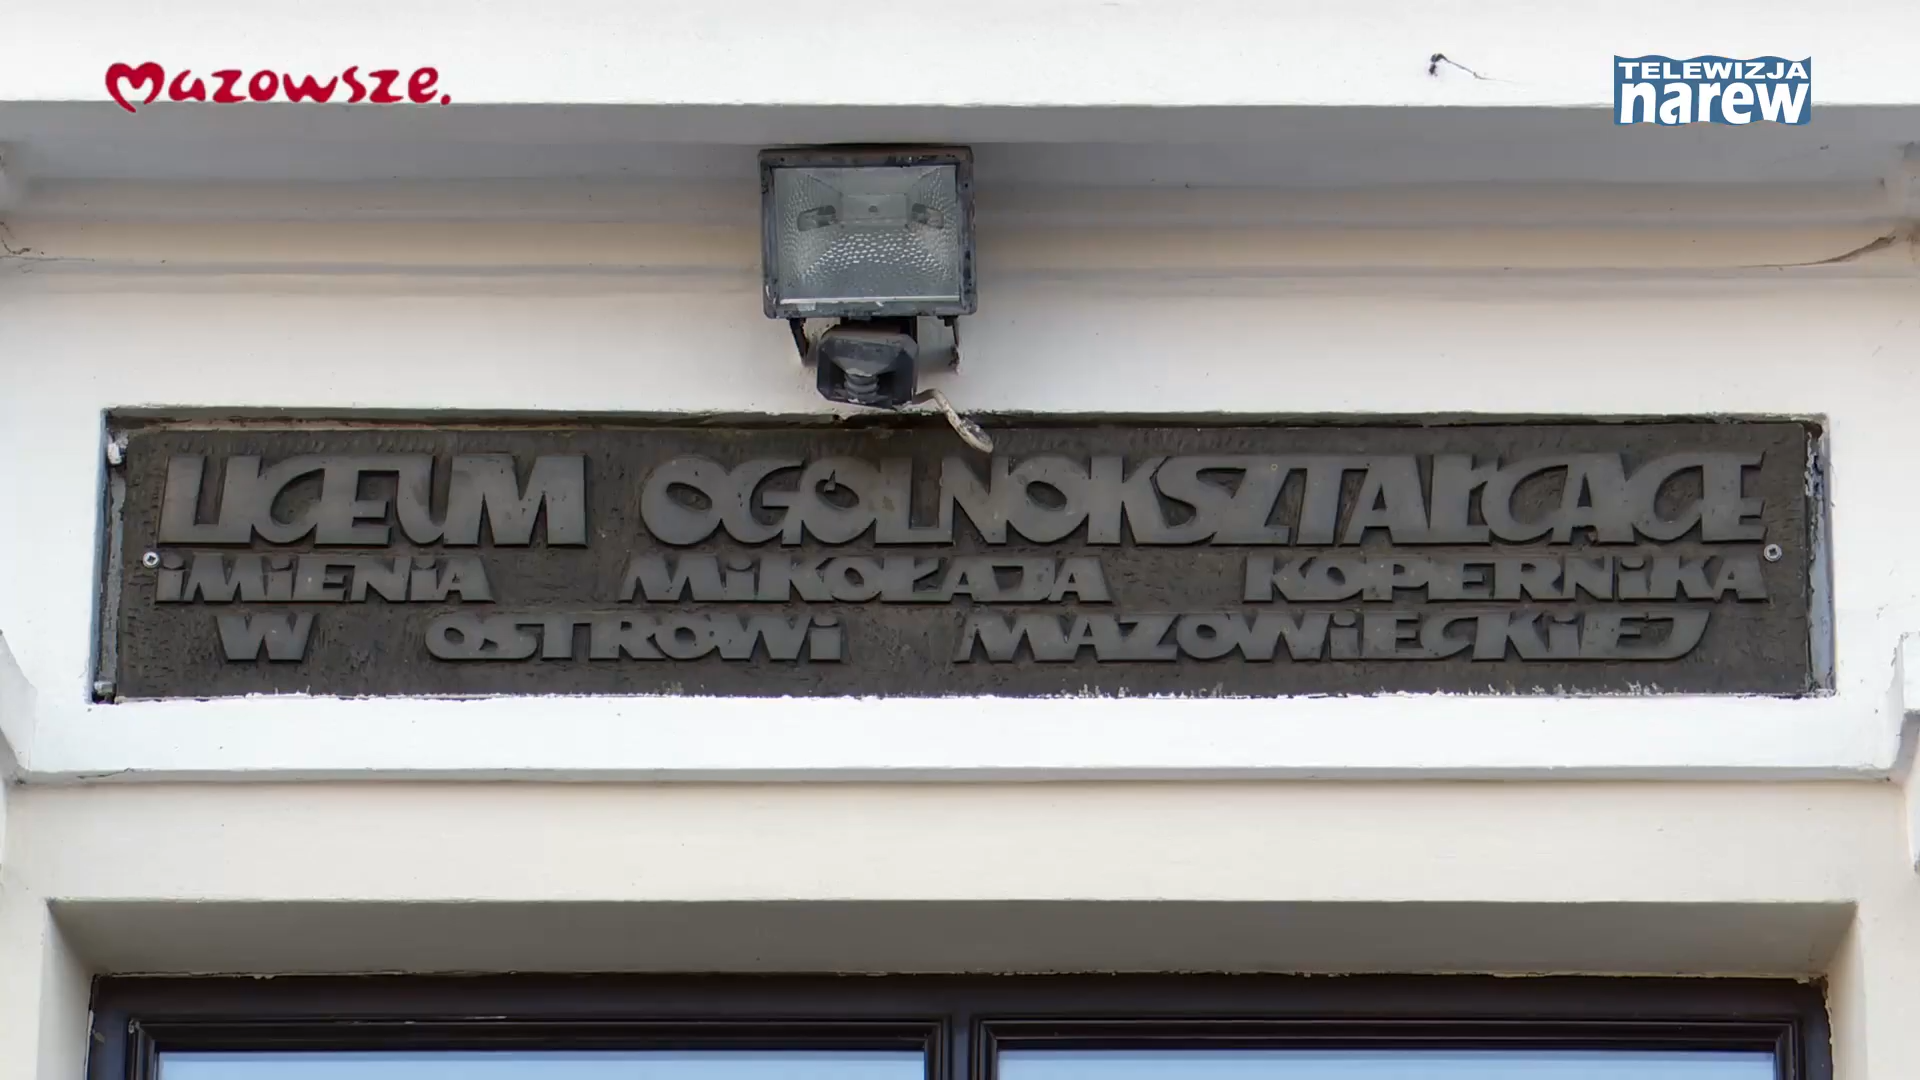 Mazowsze.
TELEWIZJA
narew
LICEUM OGÓLNOKSZTAŁCĄCE
iMiENiA MiKOŁAJA KOPERNiKA
W OSTROWi MAZOWiECKiEJ